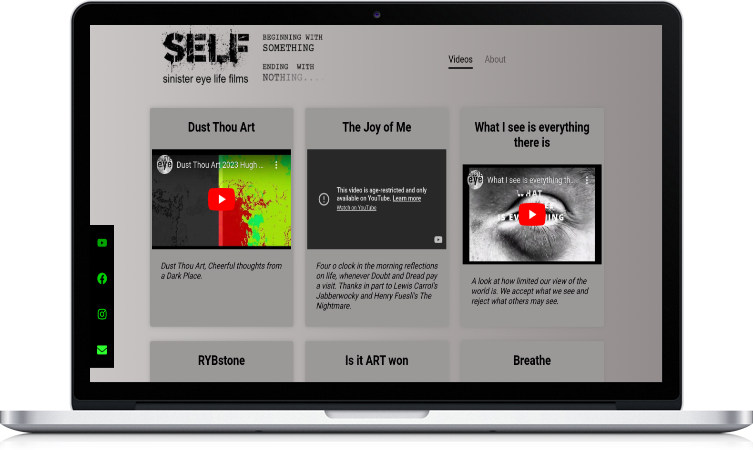 SELF
sinister eye life films
BEGINNING WITH
SOMETHING
ENDING WITH
NOTHING....
Videos About
Dust Thou Art
eye Dust Thou Art 2023 Hugh ...
Dust Thou Art, Cheerful thoughts from
a Dark Place.
The Joy of Me
This video is age-restricted and only
available on YouTube. Learn more
Watch on YouTube
Four o clock in the morning reflections
on life, whenever Doubt and Dread pay
a visit. Thanks in part to Lewis Carrol's
Jabberwocky and Henry Fuesli's The
Nightmare.
What I see is everything
there is
eye What I see is everything th...
WHAT
IS EVERYTHING
A look at how limited our view of the
world is. We accept what we see and
reject what others may see.
RYBstone
Is it ART won
Breathe